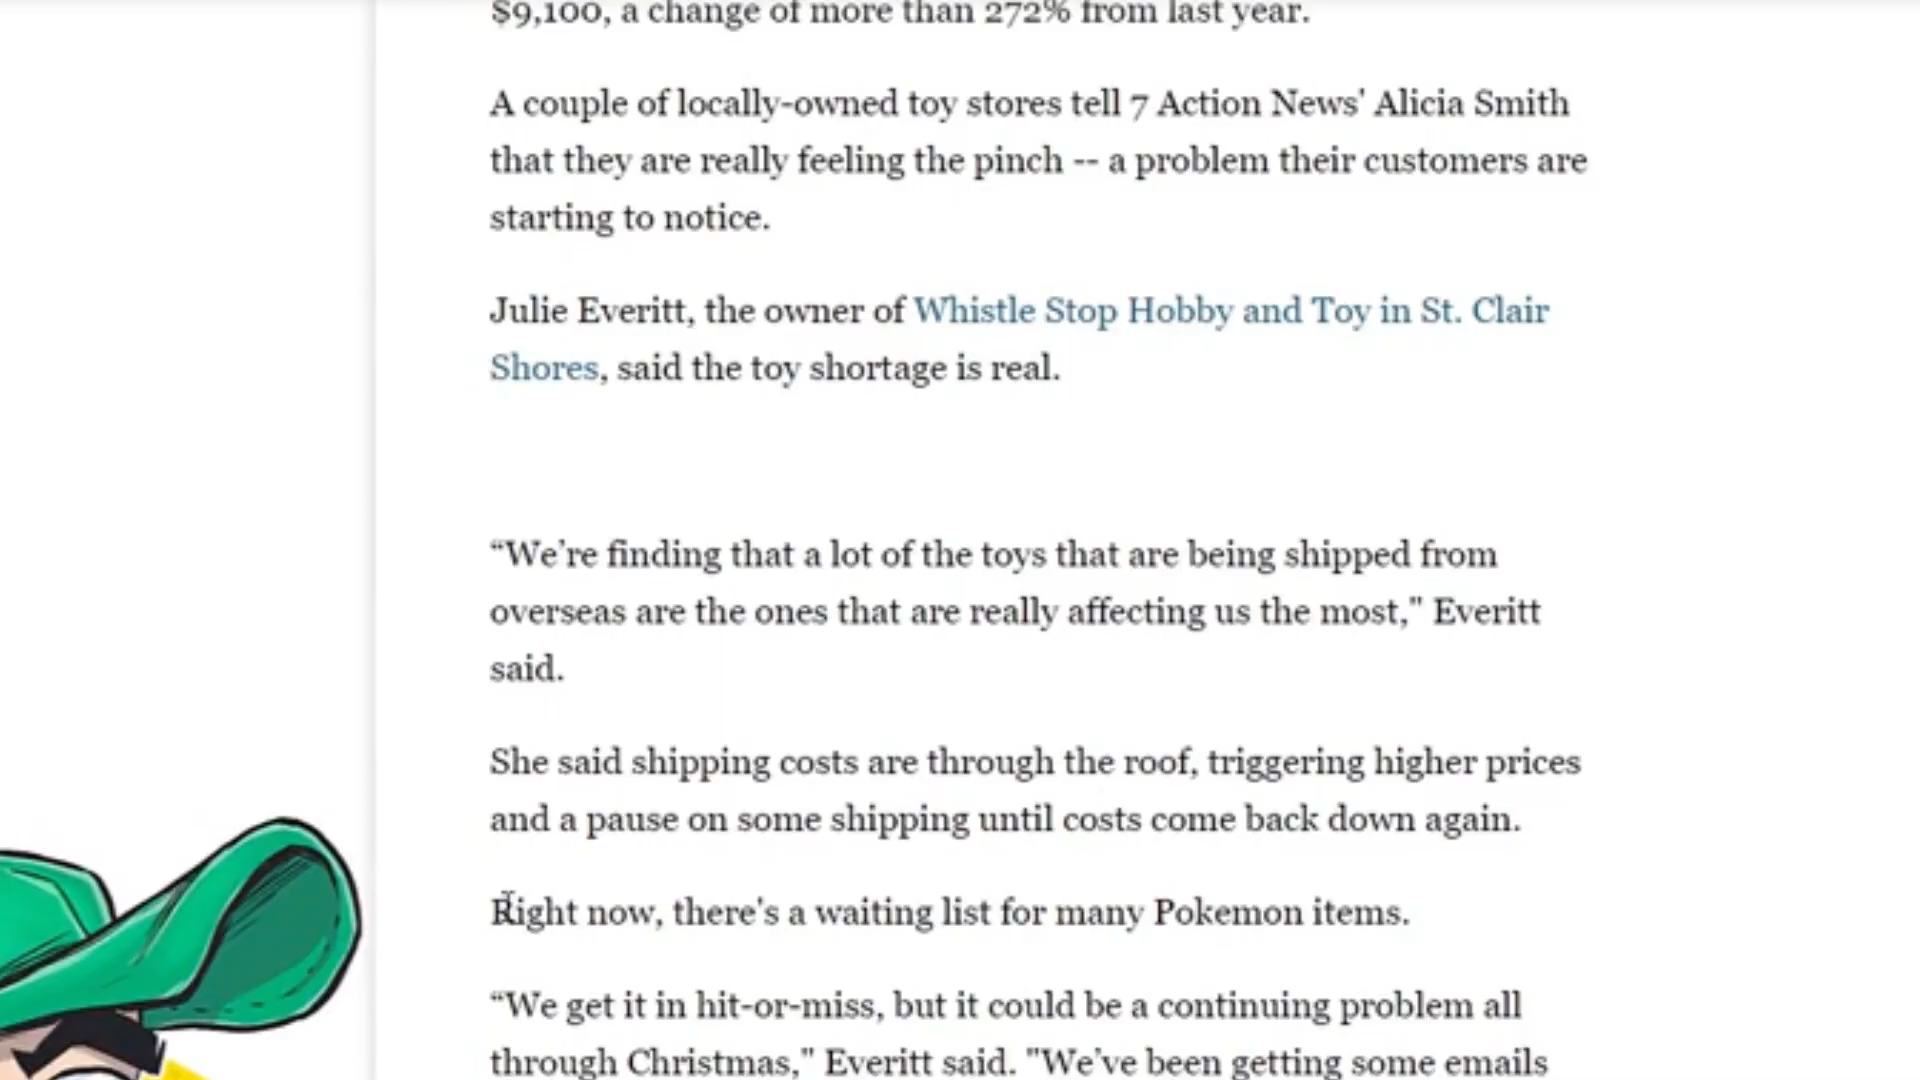 $9,100, a change of more than 272% from last year.
A couple of locally-owned toy stores tell 7 Action News' Alicia Smith
that they are really feeling the pinch -- a problem their customers are
starting to notice.
Julie Everitt, the owner of Whistle Stop Hobby and Toy in St. Clair
Shores, said the toy shortage is real.
“We’re finding that a lot of the toys that are being shipped from
overseas are the ones that are really affecting us the most," Everitt
said.
She said shipping costs are through the roof, triggering higher prices
and a pause on some shipping until costs come back down again.
Right now, there's a waiting list for many Pokemon items.
“We get it in hit-or-miss, but it could be a continuing problem all
through Christmas," Everitt said. "We’ve been getting some emails